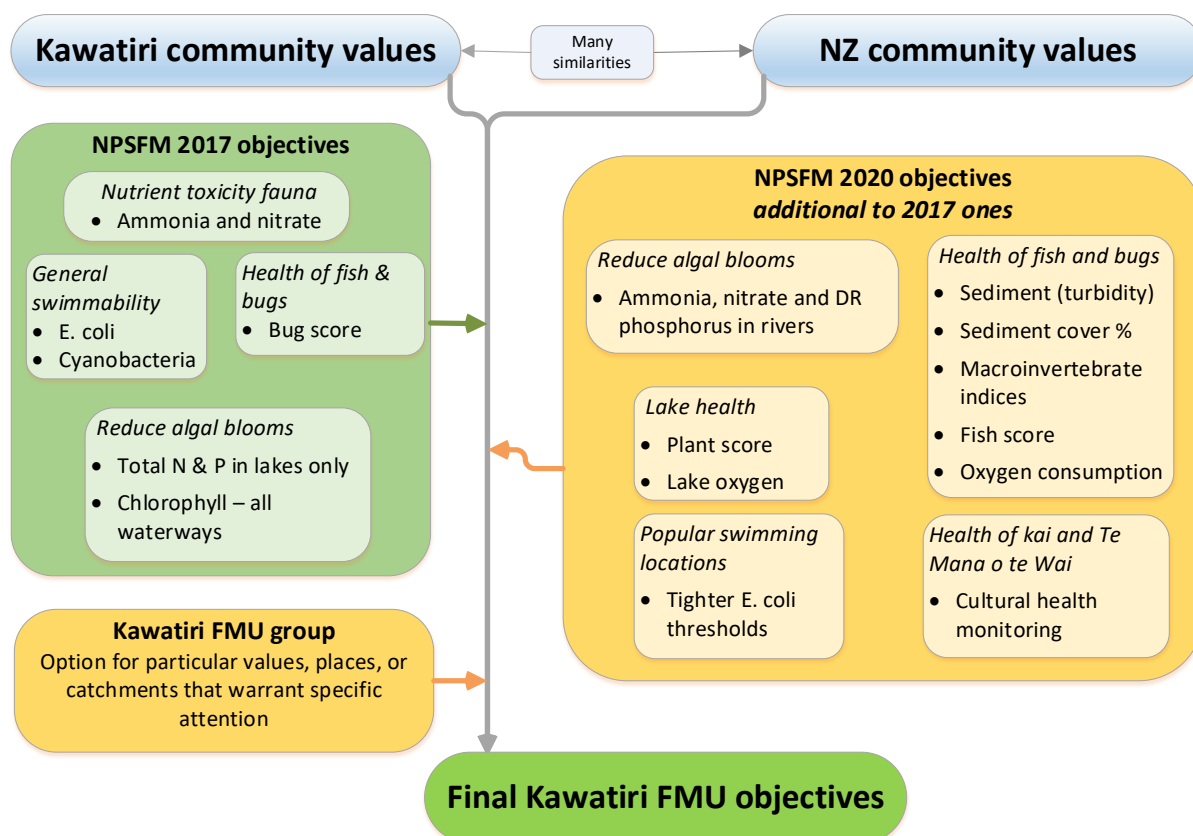 Kawatiri community values
Many
similarities
NZ community values
NPSFM 2017 objectives
Nutrient toxicity fauna
• Ammonia and nitrate
General
swimmability
• E. coli
• Cyanobacteria
Health of fish &
bugs
• Bug score
Reduce algal blooms
• Total N & P in lakes only
• Chlorophyll – all
waterways
NPSFM 2020 objectives
additional to 2017 ones
Reduce algal blooms
• Ammonia, nitrate and DR
phosphorus in rivers
Health of fish and bugs
• Sediment (turbidity)
• Sediment cover %
• Macroinvertebrate
indices
• Fish score
• Oxygen consumption
Lake health
• Plant score
• Lake oxygen
Popular swimming
locations
• Tighter E. coli
thresholds
Health of kai and Te
Mana o te Wai
• Cultural health
monitoring
Kawatiri FMU group
Option for particular values, places, or
catchments that warrant specific
attention
Final Kawatiri FMU objectives